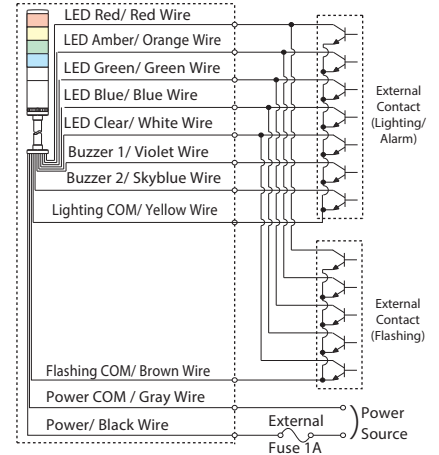 LED Red/ Red Wire
LED Amber/ Orange Wire
LED Green/ Green Wire
LED Blue/ Blue Wire
LED Clear/ White Wire
Buzzer 1/ Violet Wire
Buzzer 2/ Skyblue Wire
Lighting COM/ Yellow Wire
External
Contact
(Lighting/
Alarm)
External
Contact
(Flashing)
Flashing COM/ Brown Wire
Power COM / Gray Wire
Power/ Black Wire
External
Fuse 1A
Power
Source